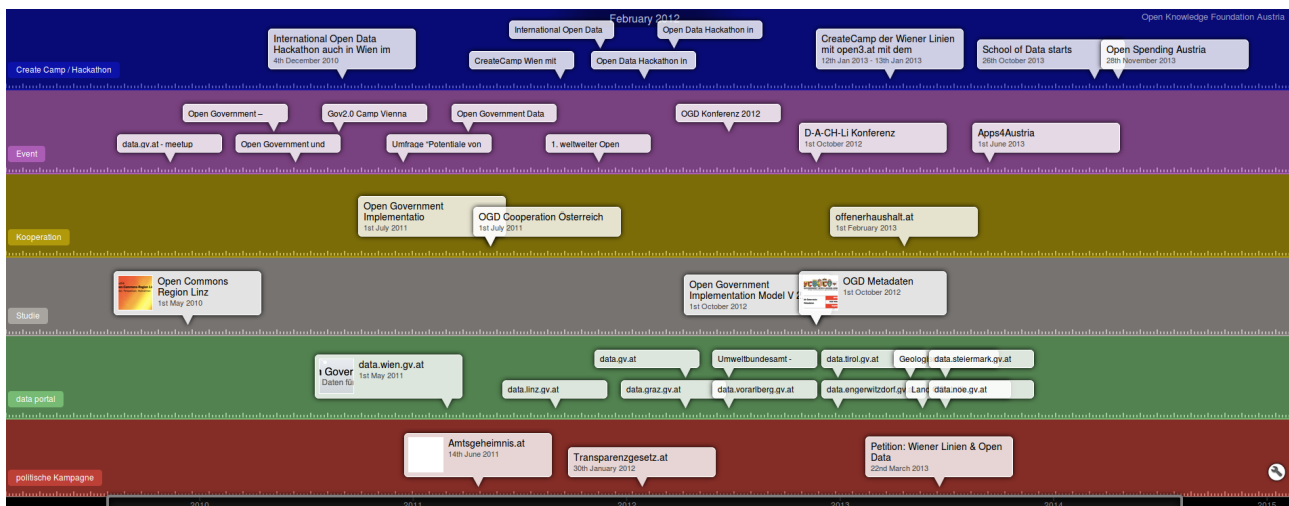 February 2012
Open Knowledge Foundation Austria
International Open Data
Hackathon auch in Wien im
4th December 2010
International Open Data
Open Data Hackathon in
CreateCamp Wien mit
Open Data Hackathon in
CreateCamp der Wiener Linien
mit open3.at mit dem
12th Jan 2013 - 13th Jan 2013
School of Data starts
26th October 2013
Open Spending Austria
28th November 2013
Create Camp / Hackathon
Open Government –
Gov2.0 Camp Vienna
Open Government Data
OGD Konferenz 2012
data.gv.at - meetup
Open Government und
Umfrage "Potentiale von
1. weltweiter Open
D-A-CH-Li Konferenz
1st October 2012
Apps4Austria
1st June 2013
Event
Open Government
Implementatio
1st July 2011
OGD Cooperation Österreich
1st July 2011
offenerhaushalt.at
1st February 2013
Kooperation
Open Commons
Region Linz
1st May 2010
Open Government
Implementation Model V 2
1st October 2012
OGD Metadaten
1st October 2012
Studie
data.gv.at
Umweltbundesamt -
data.tirol.gv.at
Geologi
data.steiermark.gv.at
Gover
Daten für
data.wien.gv.at
1st May 2011
data.linz.gv.at
data.graz.gv.at
data.vorarlberg.gv.at
data.engerwitzdorf.gv
Land
data.noe.gv.at
data portal
Amtsgeheimnis.at
14th June 2011
Transparenzgesetz.at
30th January 2012
Petition: Wiener Linien & Open
Data
22nd March 2013
politische Kampagne
2010
2011
2012
2013
2014
2015